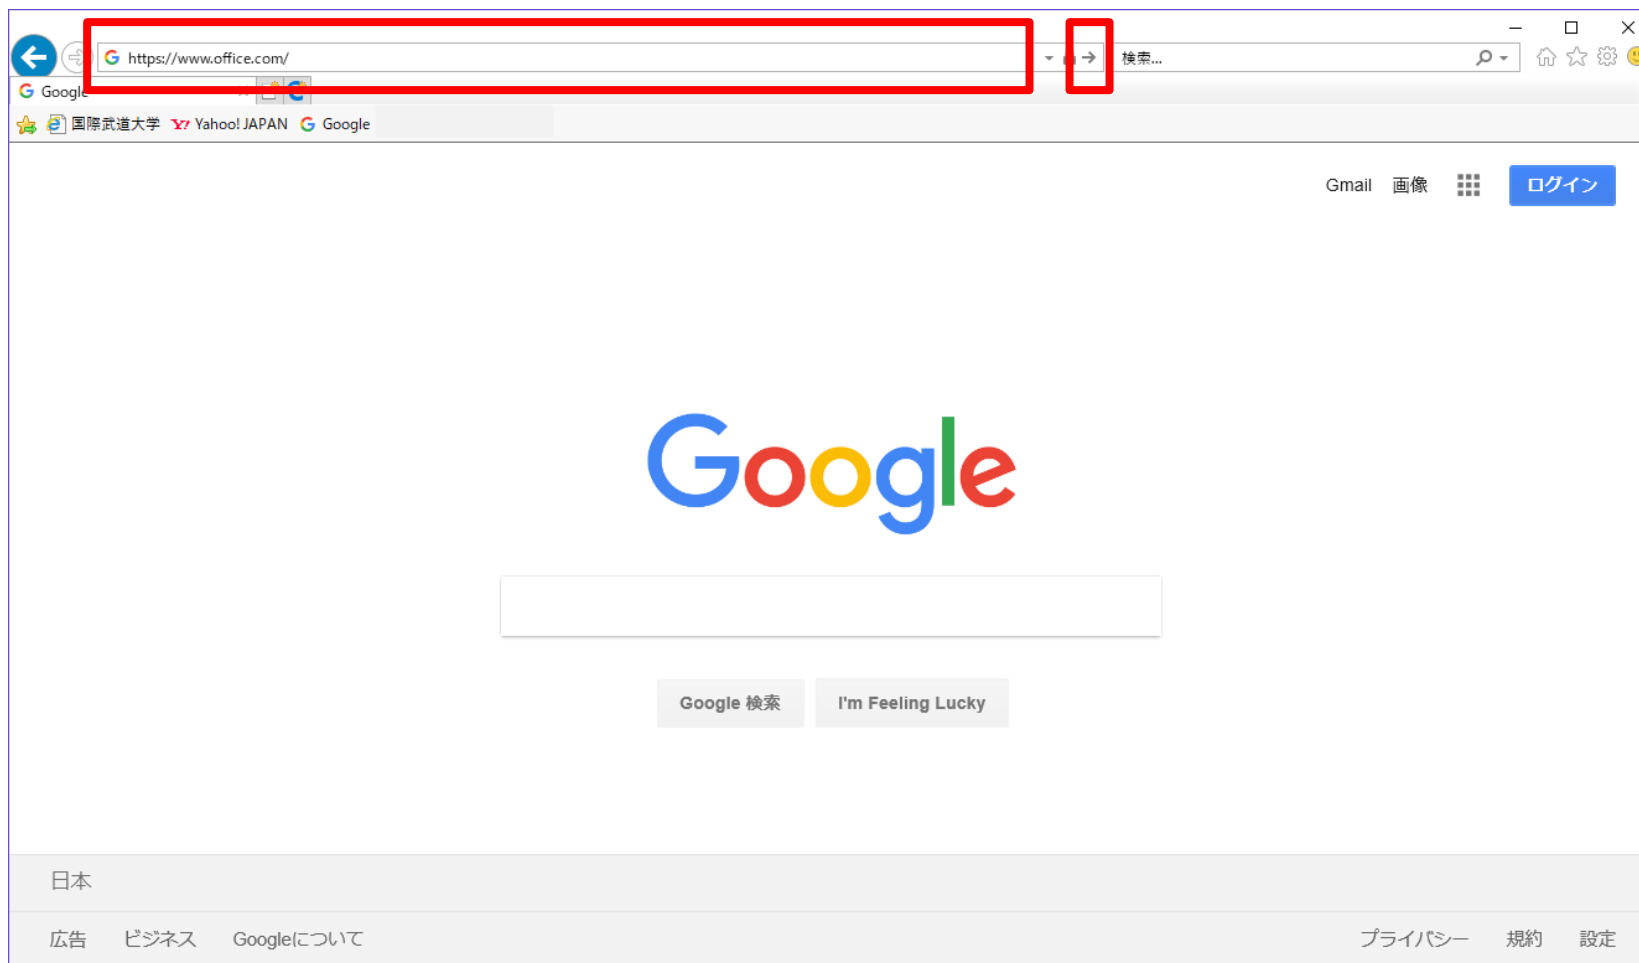 https://www.office.com/
検索...
Google
国際武道大学 Yahoo! JAPAN Google
Gmail 画像 ログイン
Google
Google 検索 I'm Feeling Lucky
日本
広告 ビジネス Googleについて プライバシー 規約 設定